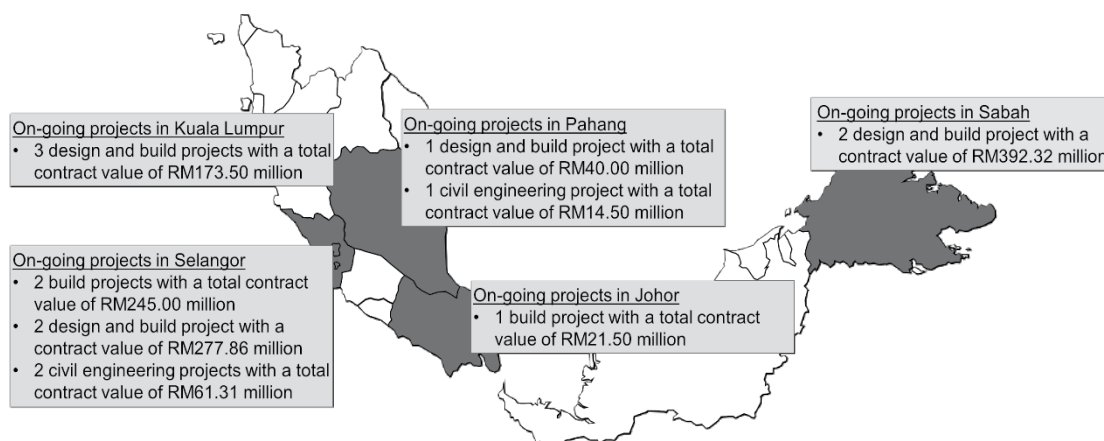 On-going projects in Kuala Lumpur
• 3 design and build projects with a total
contract value of RM173.50 million
On-going projects in Pahang
• 1 design and build project with a total
contract value of RM40.00 million
• 1 civil engineering project with a total
contract value of RM14.50 million
On-going projects in Sabah
• 2 design and build project with a
contract value of RM392.32 million
On-going projects in Selangor
• 2 build projects with a total contract
value of RM245.00 million
• 2 design and build project with a
contract value of RM277.86 million
• 2 civil engineering projects with a total
contract value of RM61.31 million
On-going projects in Johor
• 1 build project with a total contract
value of RM21.50 million